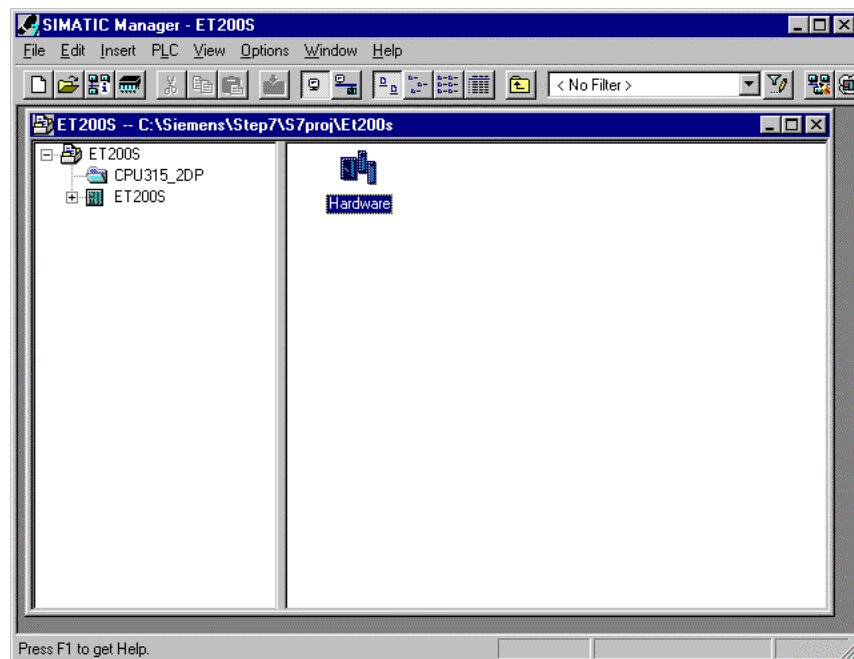 SIMATIC Manager - ET200S
File Edit Insert PLC View Options Window Help
< No Filter >
ET200S -- C:\Siemens\Step7\S7proj\Et200s
ET200S
CPU315_2DP
ET200S
Hardware
Press F1 to get Help.